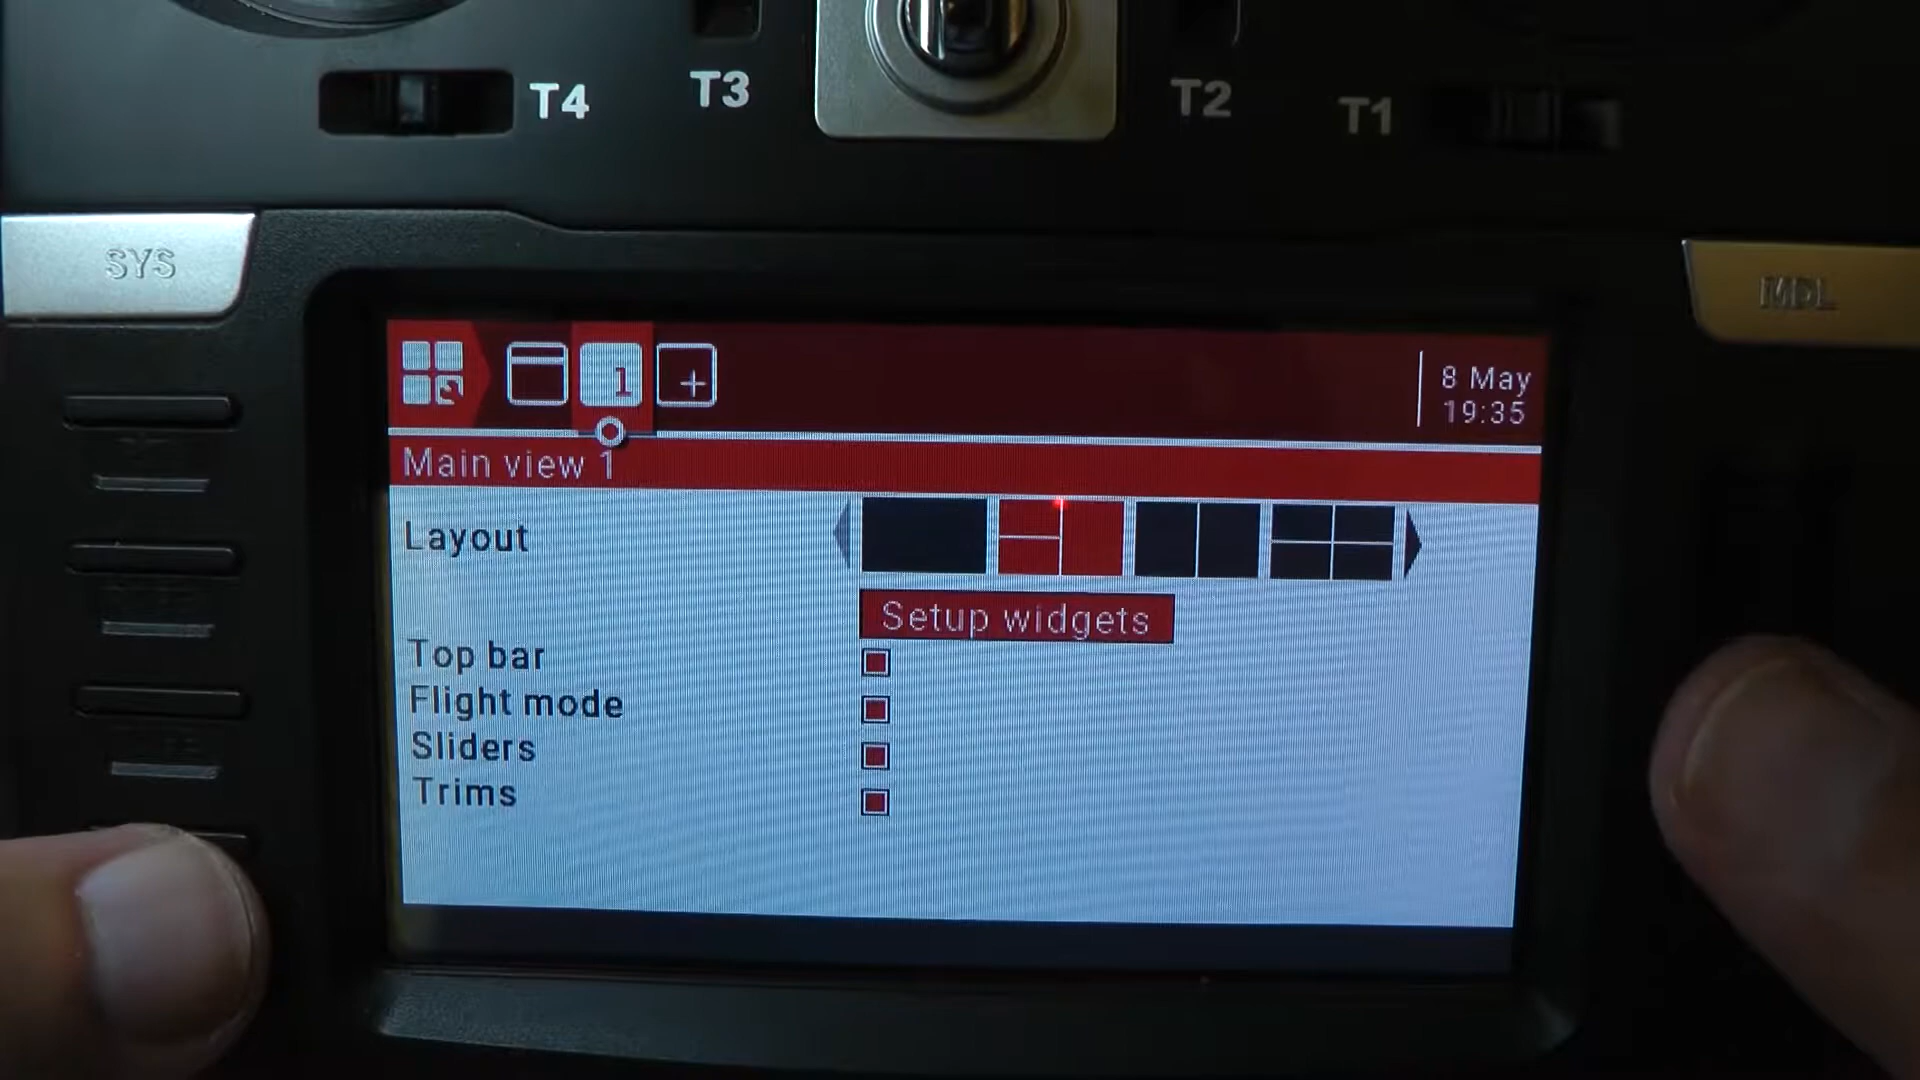 T4
T3
T2
T1
SYS
MDL
1
+
8 May
19:35
Main view 1
Layout
Setup widgets
Top bar
Flight mode
Sliders
Trims